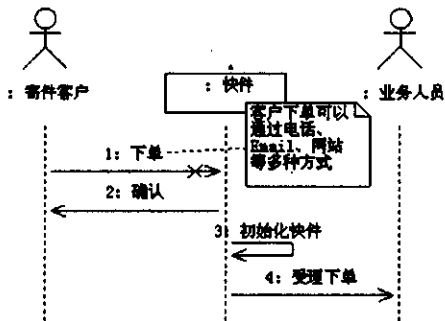 : 寄件客户
: 快件
: 业务人员
客户下单可以
通过电话、
Email、网站
等多种方式
1: 下单
2: 确认
3: 初始化快件
4: 受理下单